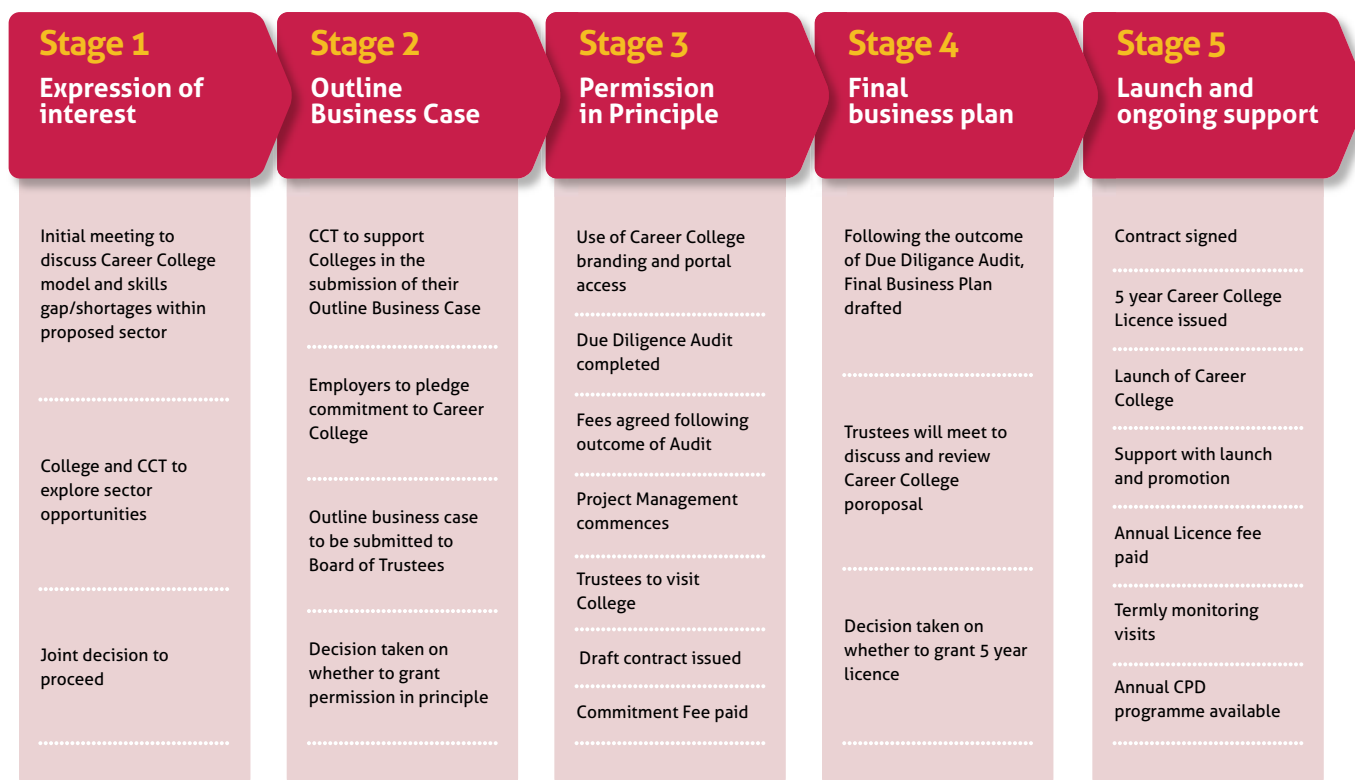 Stage 1
Expression of
interest
Initial meeting to
discuss Career College
model and skills
gap/shortages within
proposed sector
College and CCT to
explore sector
opportunities
Joint decision to
proceed
Stage 2
Outline
Business Case
CCT to support
Colleges in the
submission of their
Outline Business Case
Employers to pledge
commitment to Career
College
Outline business case
to be submitted to
Board of Trustees
Decision taken on
whether to grant
permission in principle
Stage 3
Permission
in Principle
Use of Career College
branding and portal
access
Due Diligence Audit
completed
Fees agreed following
outcome of Audit
Project Management
commences
Trustees to visit
College
Draft contract issued
Commitment Fee paid
Stage 4
Final
business plan
Following the outcome
of Due Diligance Audit,
Final Business Plan
drafted
Trustees will meet to
discuss and review
Career College
poroposal
Decision taken on
whether to grant 5 year
licence
Stage 5
Launch and
ongoing support
Contract signed
5 year Career College
Licence issued
Launch of Career
College
Support with launch
and promotion
Annual Licence fee
paid
Termly monitoring
visits
Annual CPD
programme available